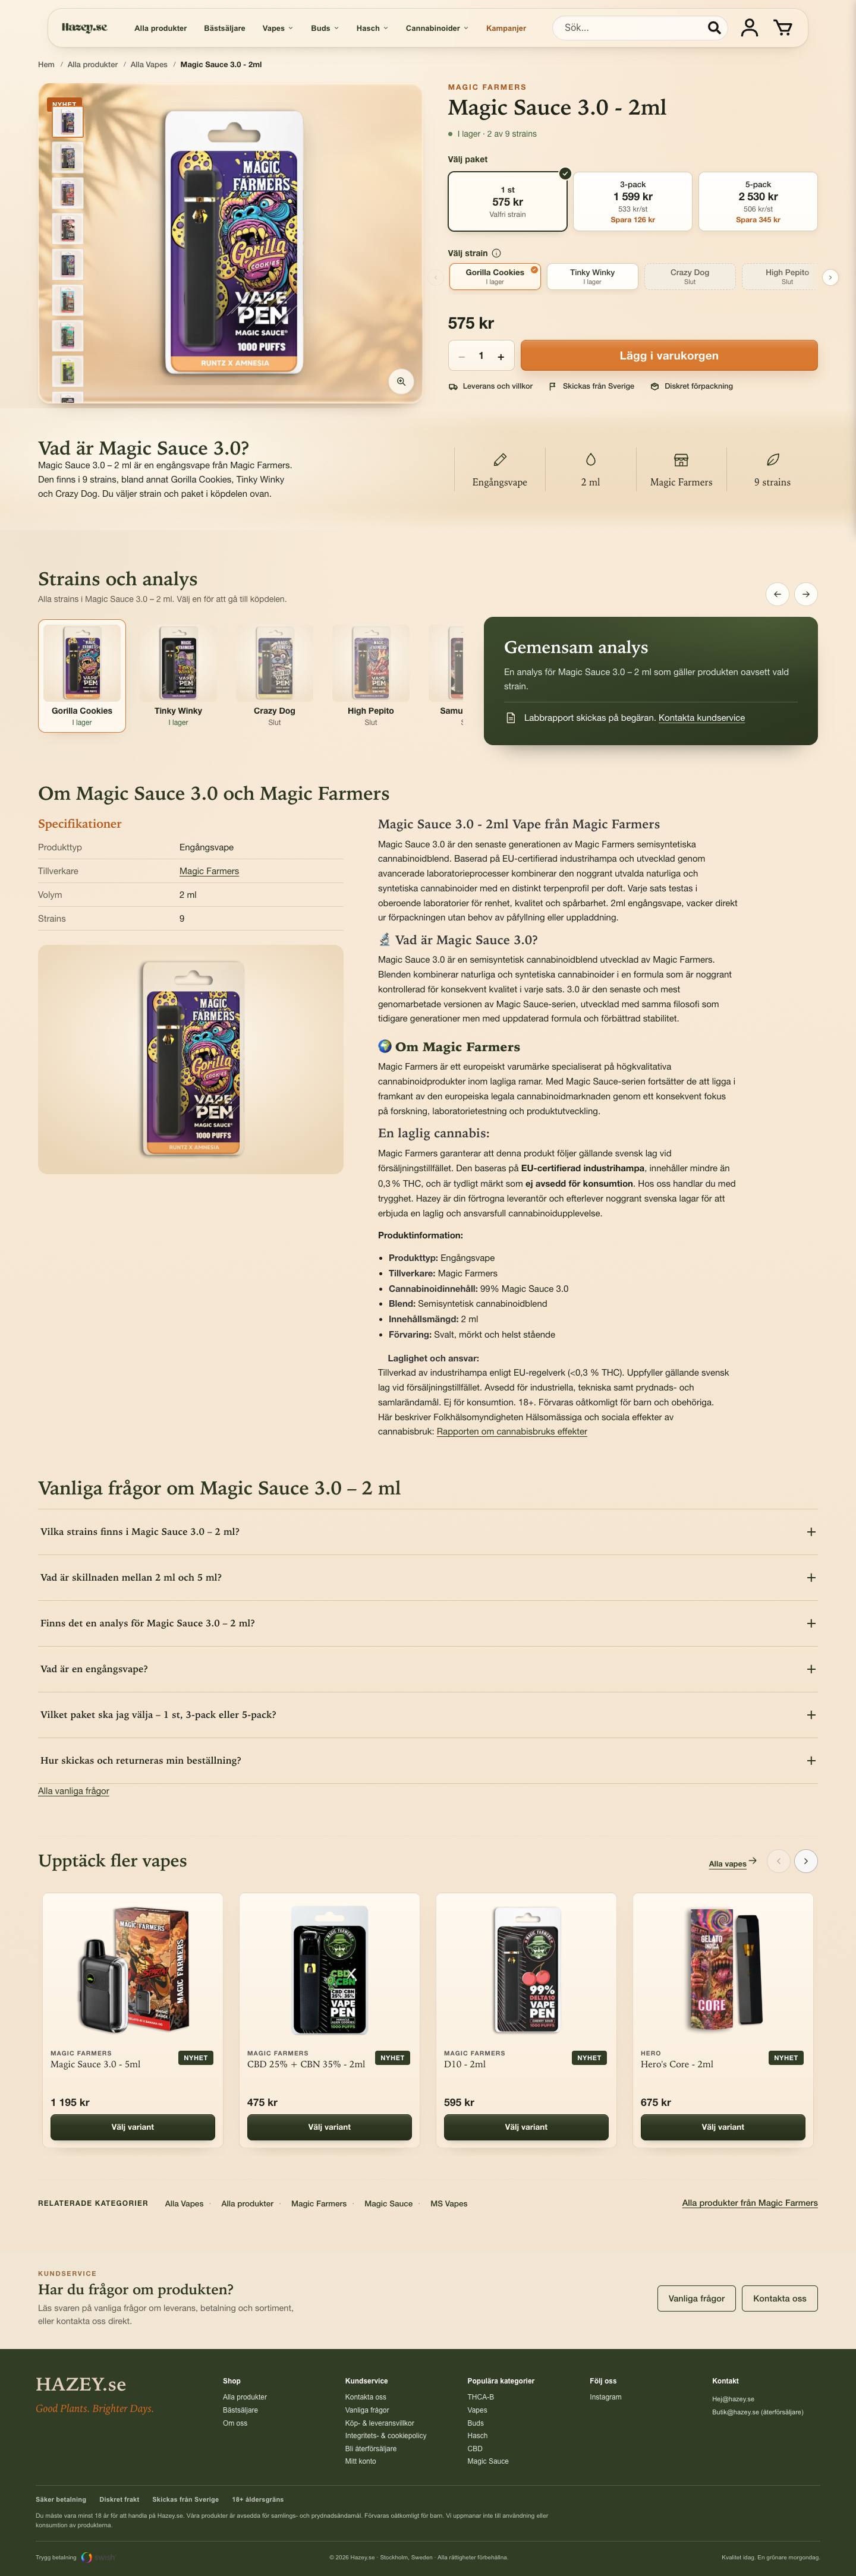 Hazey.se
Alla produkter
Bästsäljare
Vapes
Buds
Hasch
Cannabinoider
Kampanjer
Sök...
Hem / Alla produkter / Alla Vapes / Magic Sauce 3.0 - 2ml
NYHET
MAGIC FARMERS
Gorilla
COOKIES
VAPE PEN
MAGIC SAUCE
1000 PUFFS
RUNTZ X AMNESIA
MAGIC FARMERS
Magic Sauce 3.0 - 2ml
I lager · 2 av 9 strains
Välj paket
1 st
575 kr
Valfri strain
3-pack
1 599 kr
533 kr/st
Spara 126 kr
5-pack
2 530 kr
506 kr/st
Spara 345 kr
Välj strain
Gorilla Cookies
I lager
Tinky Winky
I lager
Crazy Dog
Slut
High Pepito
Slut
575 kr
− 1 +
Lägg i varukorgen
Leverans och villkor
Skickas från Sverige
Diskret förpackning
Vad är Magic Sauce 3.0?
Magic Sauce 3.0 – 2 ml är en engångsvape från Magic Farmers.
Den finns i 9 strains, bland annat Gorilla Cookies, Tinky Winky
och Crazy Dog. Du väljer strain och paket i köpdelen ovan.
Engångsvape
2 ml
Magic Farmers
9 strains
Strains och analys
Alla strains i Magic Sauce 3.0 – 2 ml. Välj en för att gå till köpdelen.
Gorilla Cookies
I lager
Tinky Winky
I lager
Crazy Dog
Slut
High Pepito
Slut
Samu
Gemensam analys
En analys för Magic Sauce 3.0 – 2 ml som gäller produkten oavsett vald
strain.
Labbrapport skickas på begäran. Kontakta kundservice
Om Magic Sauce 3.0 och Magic Farmers
Specifikationer
Produkttyp Engångsvape
Tillverkare Magic Farmers
Volym 2 ml
Strains 9
MAGIC FARMERS
Gorilla
COOKIES
VAPE PEN
MAGIC SAUCE
1000 PUFFS
RUNTZ X AMNESIA
Magic Sauce 3.0 - 2ml Vape från Magic Farmers
Magic Sauce 3.0 är den senaste generationen av Magic Farmers semisyntetiska
cannabinoidblend. Baserad på EU-certifierad industrihampa och utvecklad genom
avancerade laboratorieprocesser kombinerar den noggrant utvalda naturliga och
syntetiska cannabinoider med en distinkt terpenprofil per doft. Varje sats testas i
oberoende laboratorier för renhet, kvalitet och spårbarhet. 2ml engångsvape, vacker direkt
ur förpackningen utan behov av påfyllning eller uppladdning.
🔬 Vad är Magic Sauce 3.0?
Magic Sauce 3.0 är en semisyntetisk cannabinoidblend utvecklad av Magic Farmers.
Blenden kombinerar naturliga och syntetiska cannabinoider i en formula som är noggrant
kontrollerad för konsekvent kvalitet i varje sats. 3.0 är den senaste och mest
genomarbetade versionen av Magic Sauce-serien, utvecklad med samma filosofi som
tidigare generationer men med uppdaterad formula och förbättrad stabilitet.
🌍 Om Magic Farmers
Magic Farmers är ett europeiskt varumärke specialiserat på högkvalitativa
cannabinoidprodukter inom lagliga ramar. Med Magic Sauce-serien fortsätter de att ligga i
framkant av den europeiska legala cannabinoidmarknaden genom ett konsekvent fokus
på forskning, laboratorietestning och produktutveckling.
En laglig cannabis:
Magic Farmers garanterar att denna produkt följer gällande svensk lag vid
försäljningstillfället. Den baseras på EU-certifierad industrihampa, innehåller mindre än
0,3 % THC, och är tydligt märkt som ej avsedd för konsumtion. Hos oss handlar du med
trygghet. Hazey är din förtrogna leverantör och efterlever noggrant svenska lagar för att
erbjuda en laglig och ansvarsfull cannabinoidupplevelse.
Produktinformation:
• Produkttyp: Engångsvape
• Tillverkare: Magic Farmers
• Cannabinoidinnehåll: 99% Magic Sauce 3.0
• Blend: Semisyntetisk cannabinoidblend
• Innehållsmängd: 2 ml
• Förvaring: Svalt, mörkt och helst stående
Laglighet och ansvar:
Tillverkad av industrihampa enligt EU-regelverk (<0,3 % THC). Uppfyller gällande svensk
lag vid försäljningstillfället. Avsedd för industriella, tekniska samt prydnads- och
samlarändamål. Ej för konsumtion. 18+. Förvaras oåtkomligt för barn och obehöriga.
Här beskriver Folkhälsomyndigheten Hälsomässiga och sociala effekter av
cannabisbruk: Rapporten om cannabisbruks effekter
Vanliga frågor om Magic Sauce 3.0 – 2 ml
Vilka strains finns i Magic Sauce 3.0 – 2 ml?
Vad är skillnaden mellan 2 ml och 5 ml?
Finns det en analys för Magic Sauce 3.0 – 2 ml?
Vad är en engångsvape?
Vilket paket ska jag välja – 1 st, 3-pack eller 5-pack?
Hur skickas och returneras min beställning?
Alla vanliga frågor
Upptäck fler vapes
Alla vapes
MAGIC FARMERS
Magic Sauce 3.0 - 5ml
NYHET
1 195 kr
Välj variant
MAGIC FARMERS
CBD 25% + CBN 35% - 2ml
NYHET
475 kr
Välj variant
99%
DELTA10
VAPE PEN
MAGIC FARMERS
D10 - 2ml
NYHET
595 kr
Välj variant
GELATO
CORE
HERO
Hero's Core - 2ml
NYHET
675 kr
Välj variant
RELATERADE KATEGORIER
Alla Vapes · Alla produkter · Magic Farmers · Magic Sauce · MS Vapes
Alla produkter från Magic Farmers
KUNDSERVICE
Har du frågor om produkten?
Läs svaren på vanliga frågor om leverans, betalning och sortiment,
eller kontakta oss direkt.
Vanliga frågor
Kontakta oss
HAZEY.se
Good Plants. Brighter Days.
Shop
Alla produkter
Bästsäljare
Om oss
Kundservice
Kontakta oss
Vanliga frågor
Köp- & leveransvillkor
Integritets- & cookiepolicy
Bli återförsäljare
Mitt konto
Populära kategorier
THCA-B
Vapes
Buds
Hasch
CBD
Magic Sauce
Följ oss
Instagram
Kontakt
Hej@hazey.se
Butik@hazey.se (återförsäljare)
Säker betalning
Diskret frakt
Skickas från Sverige
18+ åldersgräns
Du måste vara minst 18 år för att handla på Hazey.se. Våra produkter är avsedda för samlings- och prydnadsändamål. Förvaras oåtkomligt för barn. Vi uppmanar inte till användning eller
konsumtion av produkterna.
Trygg betalning
© 2026 Hazey.se · Stockholm, Sweden · Alla rättigheter förbehållna.
Kvalitet idag. En grönare morgondag.